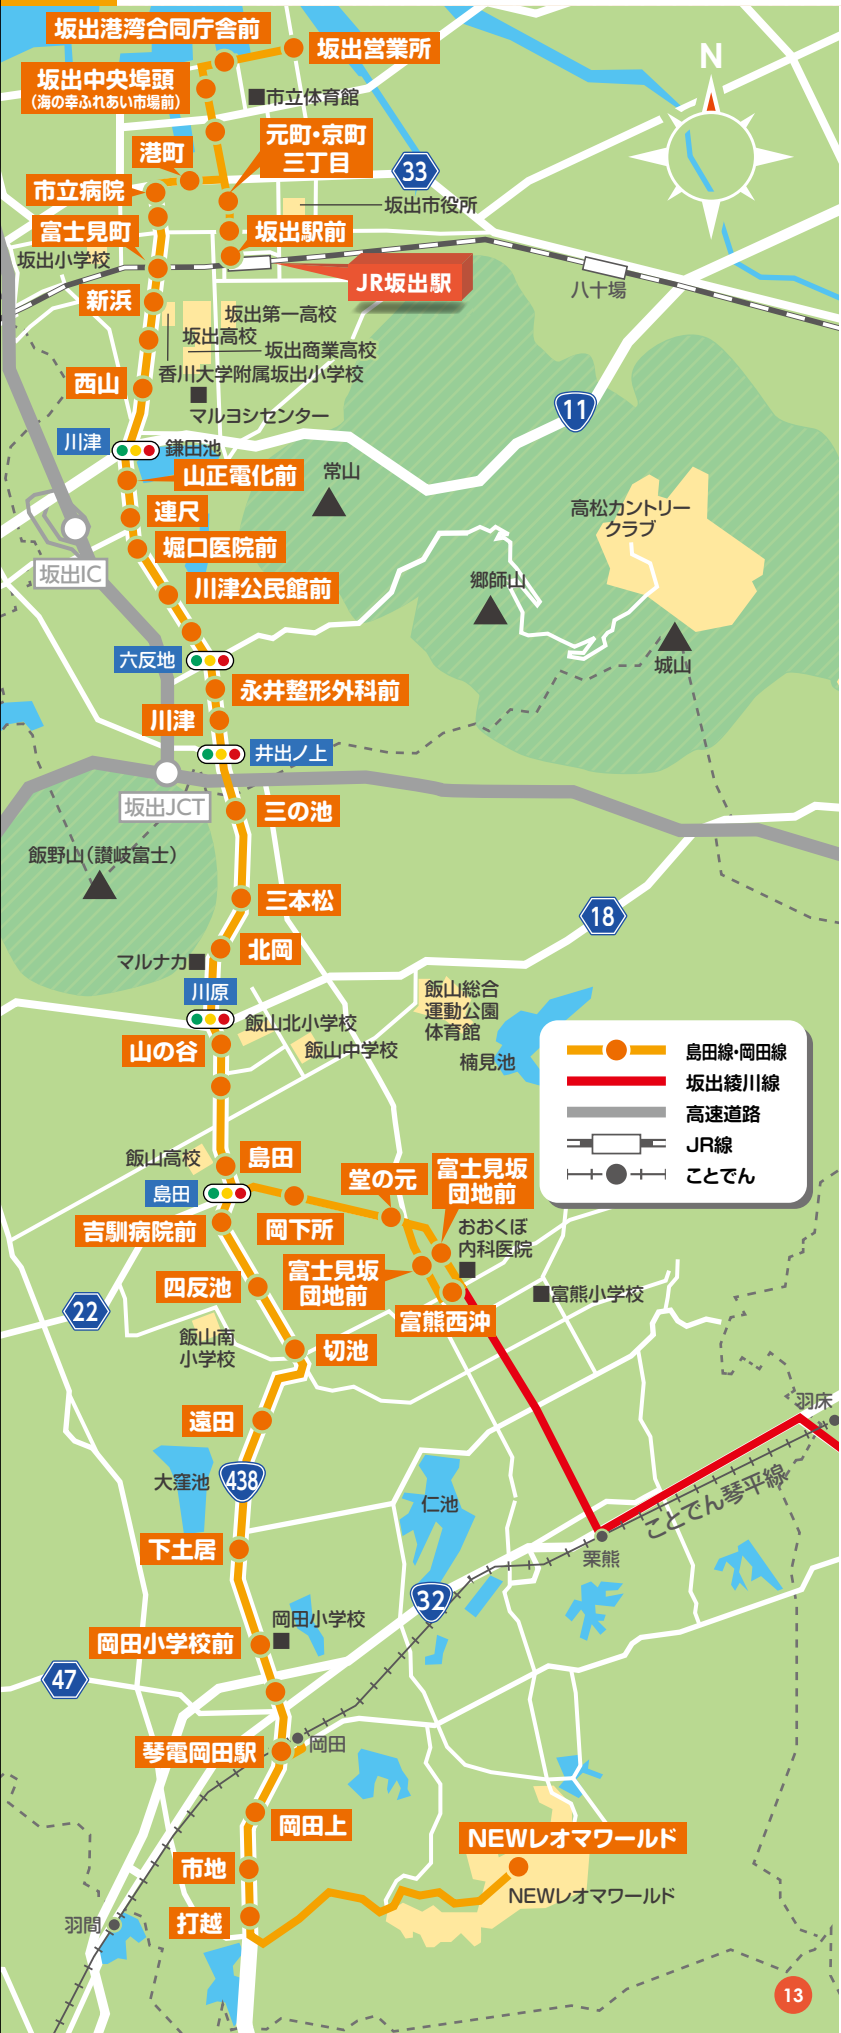 坂出港湾合同庁舎前
坂出営業所
坂出中央埠頭
(海の幸ふれあい市場前)
■市立体育館
N
元町・京町
三丁目
港町
33
市立病院
坂出市役所
富士見町
坂出駅前
坂出小学校
JR坂出駅
八十場
新浜
坂出第一高校
坂出高校
坂出商業高校
西山
香川大学附属坂出小学校
マルヨシセンター
11
川津
鎌田池
山正電化前
常山
連尺
高松カントリー
クラブ
堀口医院前
坂出IC
川津公民館前
郷師山
六反地
城山
永井整形外科前
川津
井出ノ上
坂出JCT
三の池
飯野山(讃岐富士)
三本松
18
北岡
マルナカ■
川原
飯山総合
運動公園
体育館
飯山北小学校
山の谷
飯山中学校
楠見池
島田線・岡田線
坂出綾川線
高速道路
JR線
ことでん
飯山高校
島田
島田
堂の元
富士見坂
団地前
吉馴病院前
岡下所
おおくぼ
内科医院
四反池
富士見坂
団地前
■富熊小学校
22
富熊西沖
飯山南
小学校
切池
羽床
遠田
大窪池
438
仁池
ことでん琴平線
下土居
栗熊
32
岡田小学校
岡田小学校前
47
琴電岡田駅
岡田
岡田上
NEWレオマワールド
市地
NEWレオマワールド
打越
羽間
13